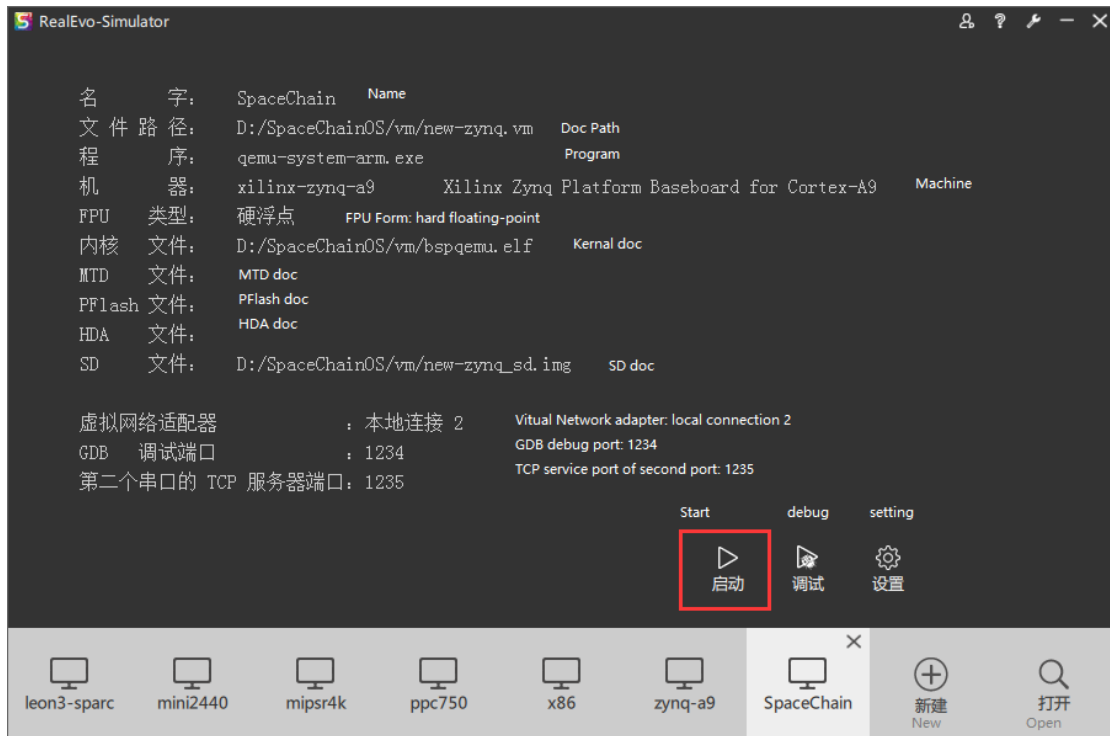 RealEvo-Simulator
名 字: SpaceChain Name
文 件 路 径: D:/SpaceChainOS/vm/new-zynq.vm Doc Path
程 序: qemu-system-arm.exe Program
机 器: xilinx-zynq-a9 Xilinx Zynq Platform Baseboard for Cortex-A9 Machine
FPU 类型: 硬浮点 FPU Form: hard floating-point
内核 文件: D:/SpaceChainOS/vm/bspqemu.elf Kernal doc
MTD 文件: MTD doc
PFlash 文件: PFlash doc
HDA 文件: HDA doc
SD 文件: D:/SpaceChainOS/vm/new-zynq_sd.img SD doc
虚拟网络适配器 : 本地连接 2 Vitual Network adapter: local connection 2
GDB 调试端口 : 1234 GDB debug port: 1234
第二个串口的 TCP 服务器端口: 1235 TCP service port of second port: 1235
Start debug setting
启动 调试 设置
leon3-sparc mini2440 mipsr4k ppc750 x86 zynq-a9 SpaceChain 新建 打开
New Open